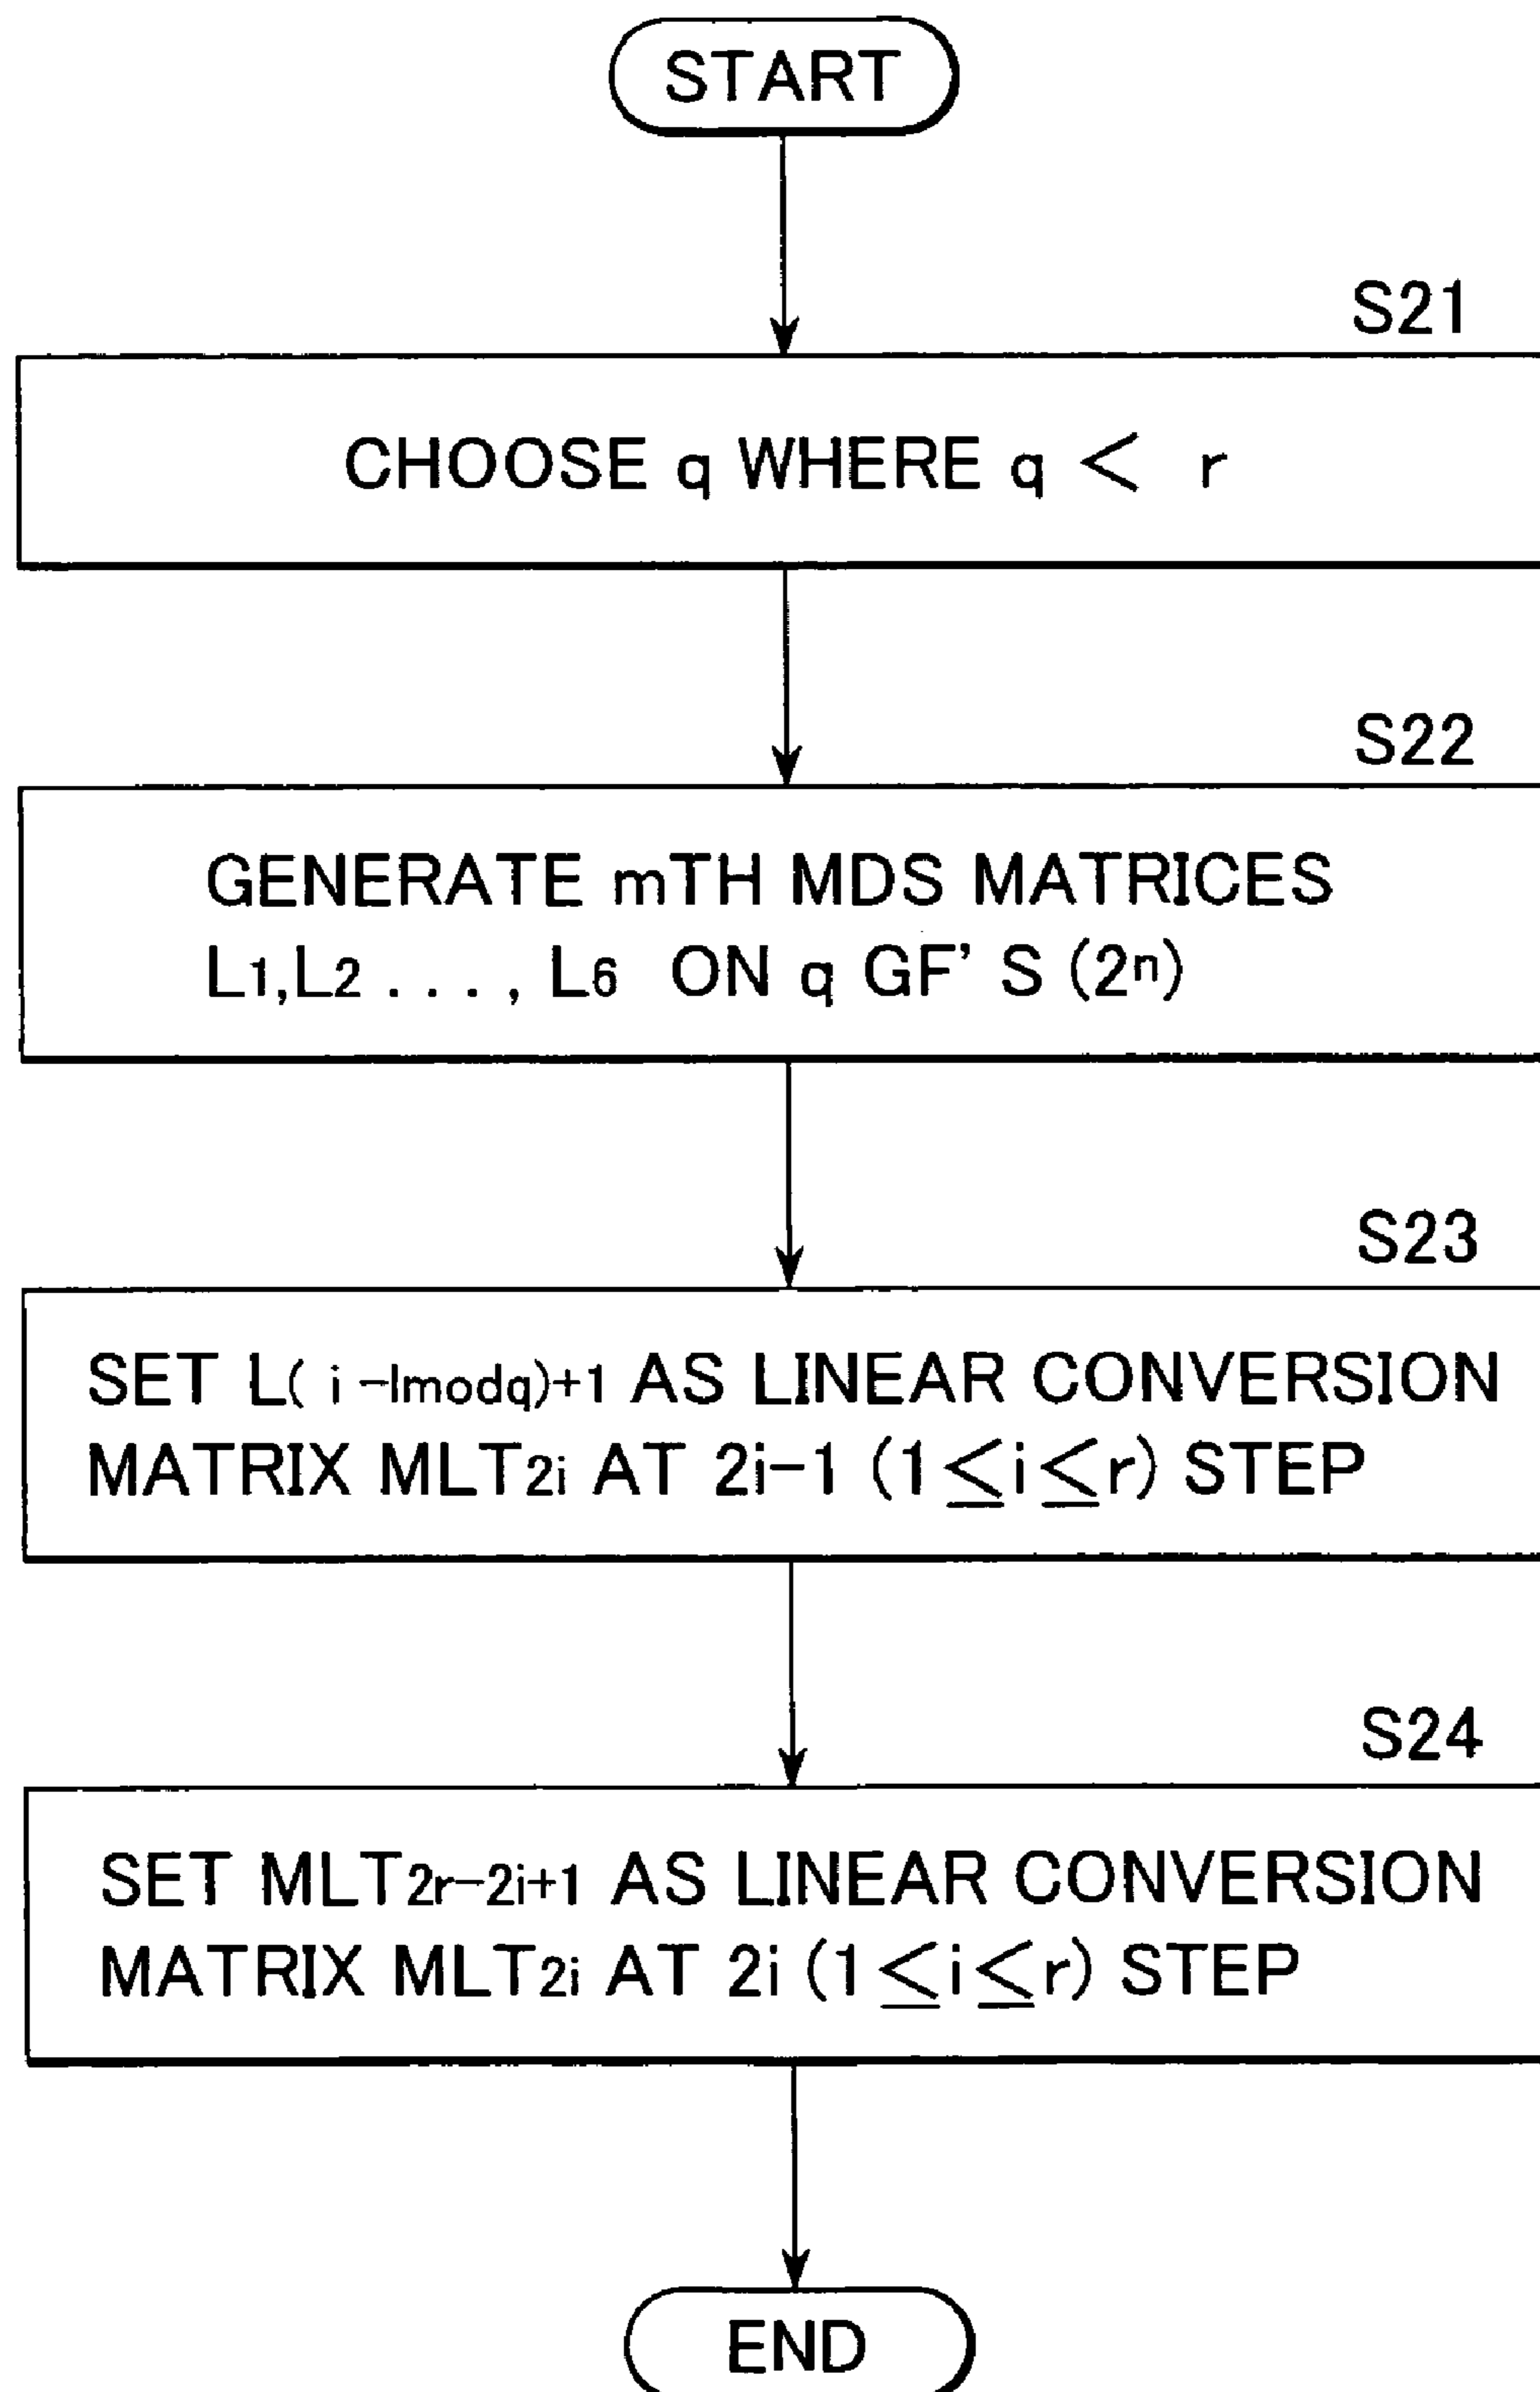 START
S21
CHOOSE q WHERE q < r
S22
GENERATE mTH MDS MATRICES
L1,L2 . . . , L6 ON q GF' S (2ⁿ)
S23
SET L( i -lmodq)+1 AS LINEAR CONVERSION
MATRIX MLT2i AT 2i-1 (1≦i≦r) STEP
S24
SET MLT2r-2i+1 AS LINEAR CONVERSION
MATRIX MLT2i AT 2i (1≦i≦r) STEP
END